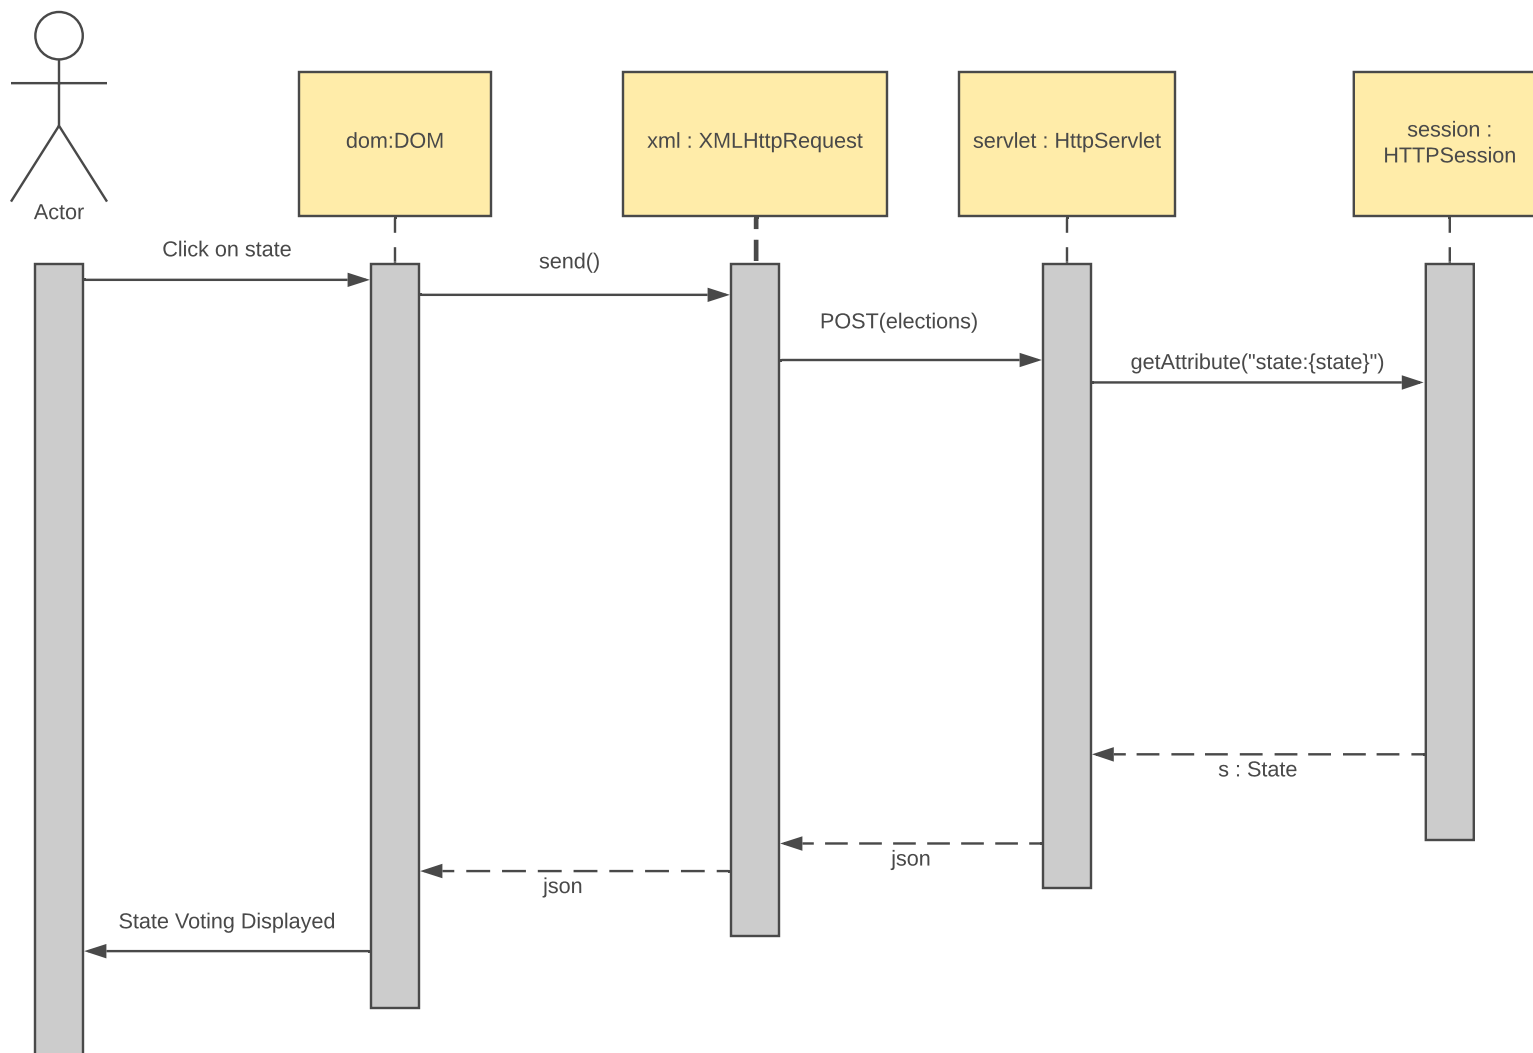 Actor
dom:DOM
xml : XMLHttpRequest
servlet : HttpServlet
session :
HTTPSession
Click on state
send()
POST(elections)
getAttribute("state:{state}")
s : State
json
json
State Voting Displayed